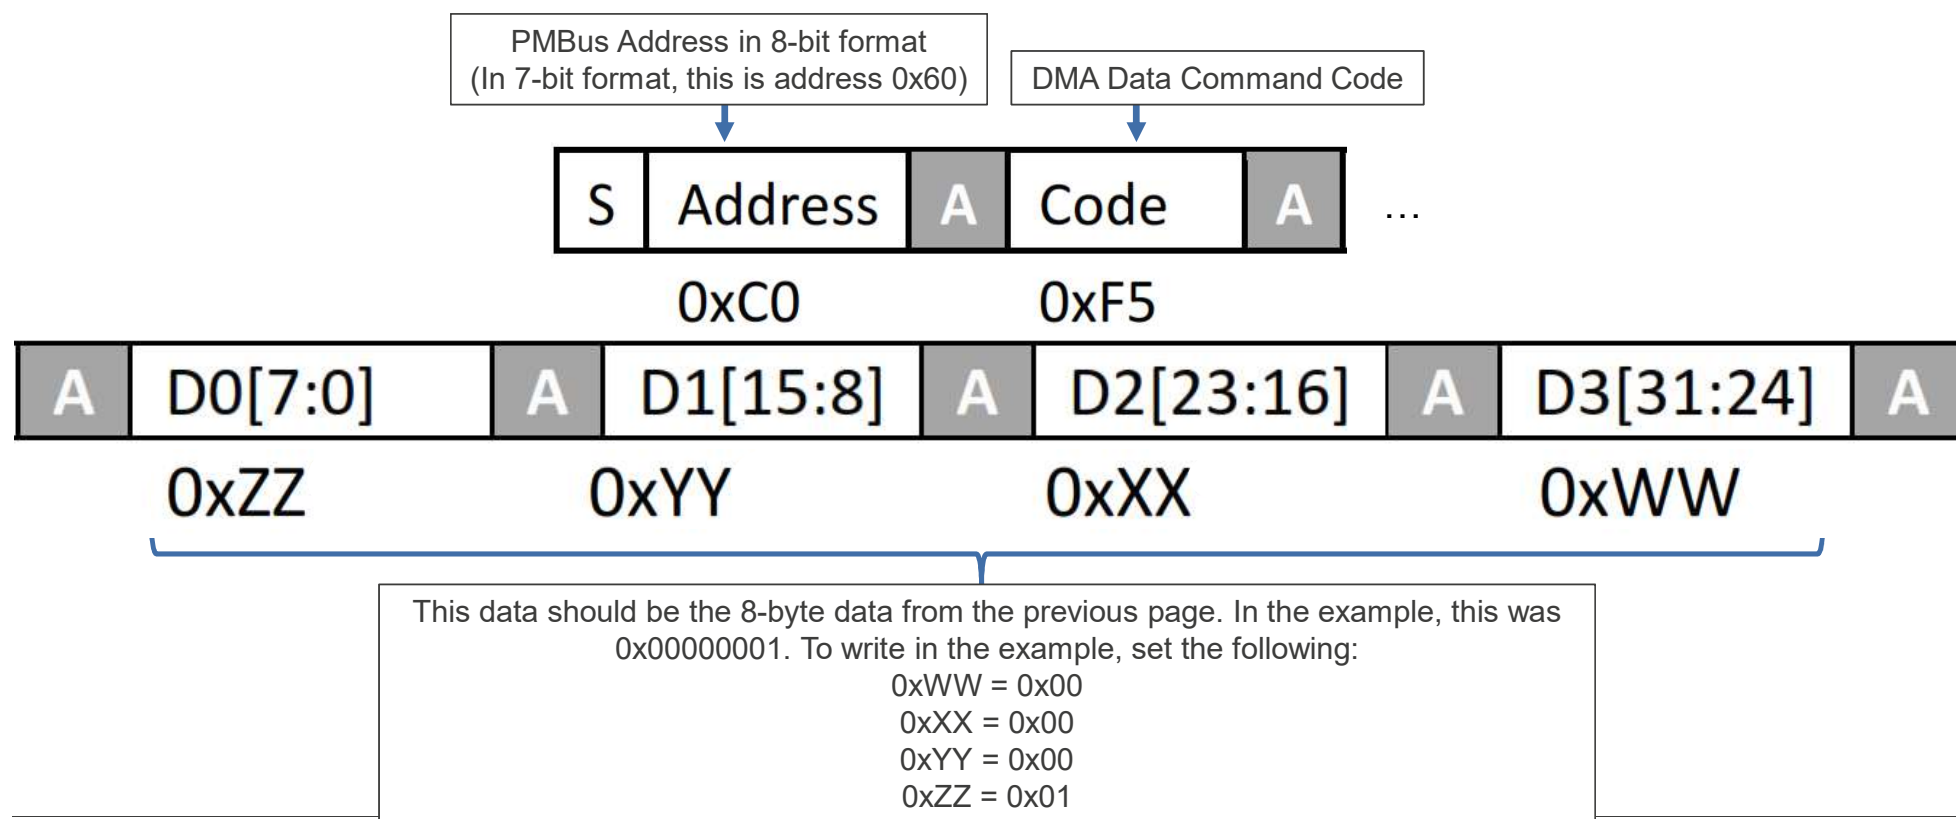 PMBus Address in 8-bit format
(In 7-bit format, this is address 0x60)
DMA Data Command Code
S Address A Code A ...
0xC0 0xF5
A D0[7:0] A D1[15:8] A D2[23:16] A D3[31:24] A
0xZZ 0xYY 0xXX 0xWW
This data should be the 8-byte data from the previous page. In the example, this was
0x00000001. To write in the example, set the following:
0xWW = 0x00
0xXX = 0x00
0xYY = 0x00
0xZZ = 0x01